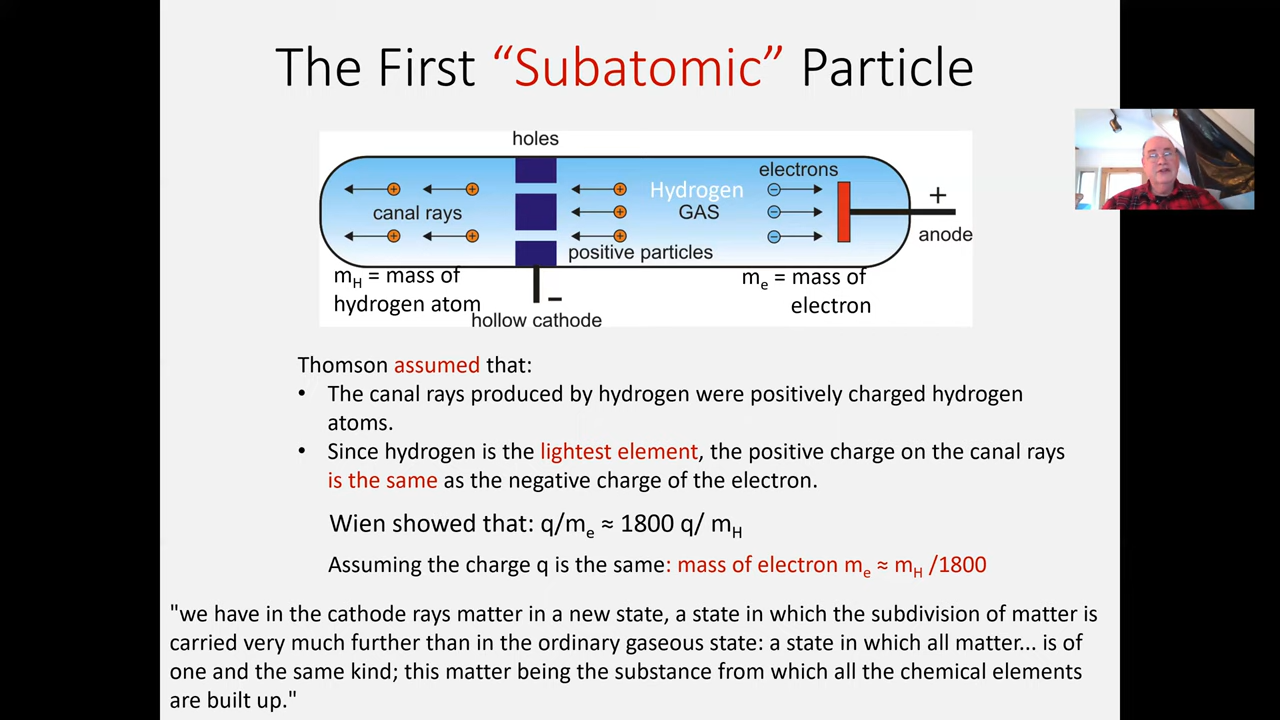 The First “Subatomic” Particle
holes
electrons
Hydrogen
GAS
canal rays
positive particles
+
anode
mH = mass of
hydrogen atom
−
hollow cathode
me = mass of
electron
Thomson assumed that:
• The canal rays produced by hydrogen were positively charged hydrogen
atoms.
• Since hydrogen is the lightest element, the positive charge on the canal rays
is the same as the negative charge of the electron.
Wien showed that: q/me ≈ 1800 q/ mH
Assuming the charge q is the same: mass of electron me ≈ mH /1800
"we have in the cathode rays matter in a new state, a state in which the subdivision of matter is
carried very much further than in the ordinary gaseous state: a state in which all matter... is of
one and the same kind; this matter being the substance from which all the chemical elements
are built up."